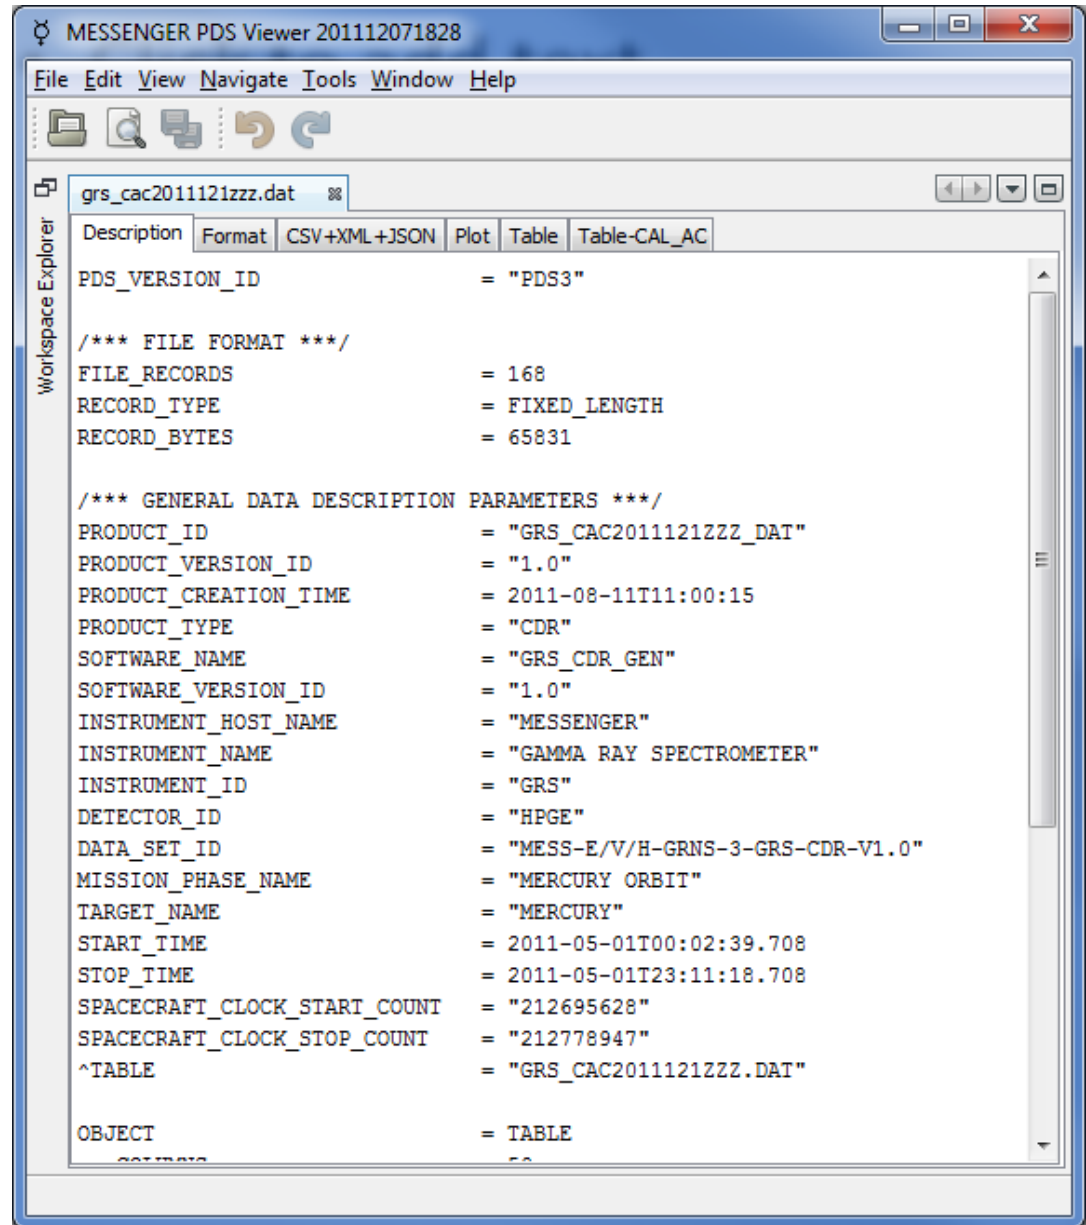 MESSENGER PDS Viewer 201112071828
File Edit View Navigate Tools Window Help
grs_cac2011121zzz.dat
Workspace Explorer
Description Format CSV+XML+JSON Plot Table Table-CAL_AC
PDS_VERSION_ID = "PDS3"
/*** FILE FORMAT ***/
FILE_RECORDS = 168
RECORD_TYPE = FIXED_LENGTH
RECORD_BYTES = 65831
/*** GENERAL DATA DESCRIPTION PARAMETERS ***/
PRODUCT_ID = "GRS_CAC2011121ZZZ_DAT"
PRODUCT_VERSION_ID = "1.0"
PRODUCT_CREATION_TIME = 2011-08-11T11:00:15
PRODUCT_TYPE = "CDR"
SOFTWARE_NAME = "GRS_CDR_GEN"
SOFTWARE_VERSION_ID = "1.0"
INSTRUMENT_HOST_NAME = "MESSENGER"
INSTRUMENT_NAME = "GAMMA RAY SPECTROMETER"
INSTRUMENT_ID = "GRS"
DETECTOR_ID = "HPGE"
DATA_SET_ID = "MESS-E/V/H-GRNS-3-GRS-CDR-V1.0"
MISSION_PHASE_NAME = "MERCURY ORBIT"
TARGET_NAME = "MERCURY"
START_TIME = 2011-05-01T00:02:39.708
STOP_TIME = 2011-05-01T23:11:18.708
SPACECRAFT_CLOCK_START_COUNT = "212695628"
SPACECRAFT_CLOCK_STOP_COUNT = "212778947"
^TABLE = "GRS_CAC2011121ZZZ.DAT"
OBJECT = TABLE